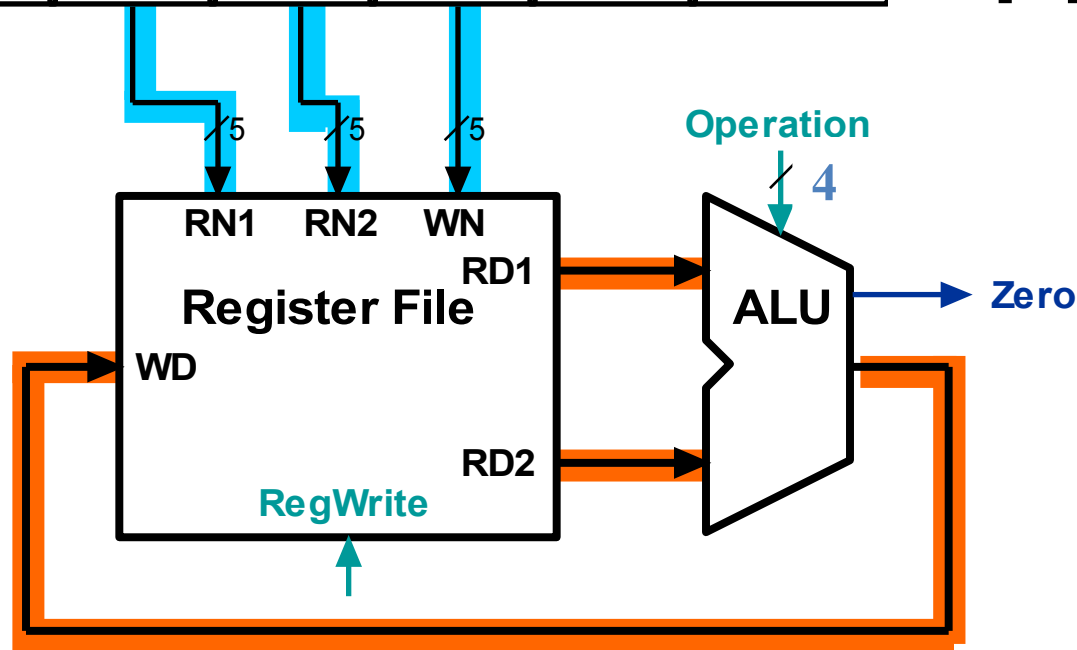 5 5 5
Operation
4
RN1 RN2 WN
RD1
Register File
ALU
Zero
WD
RD2
RegWrite